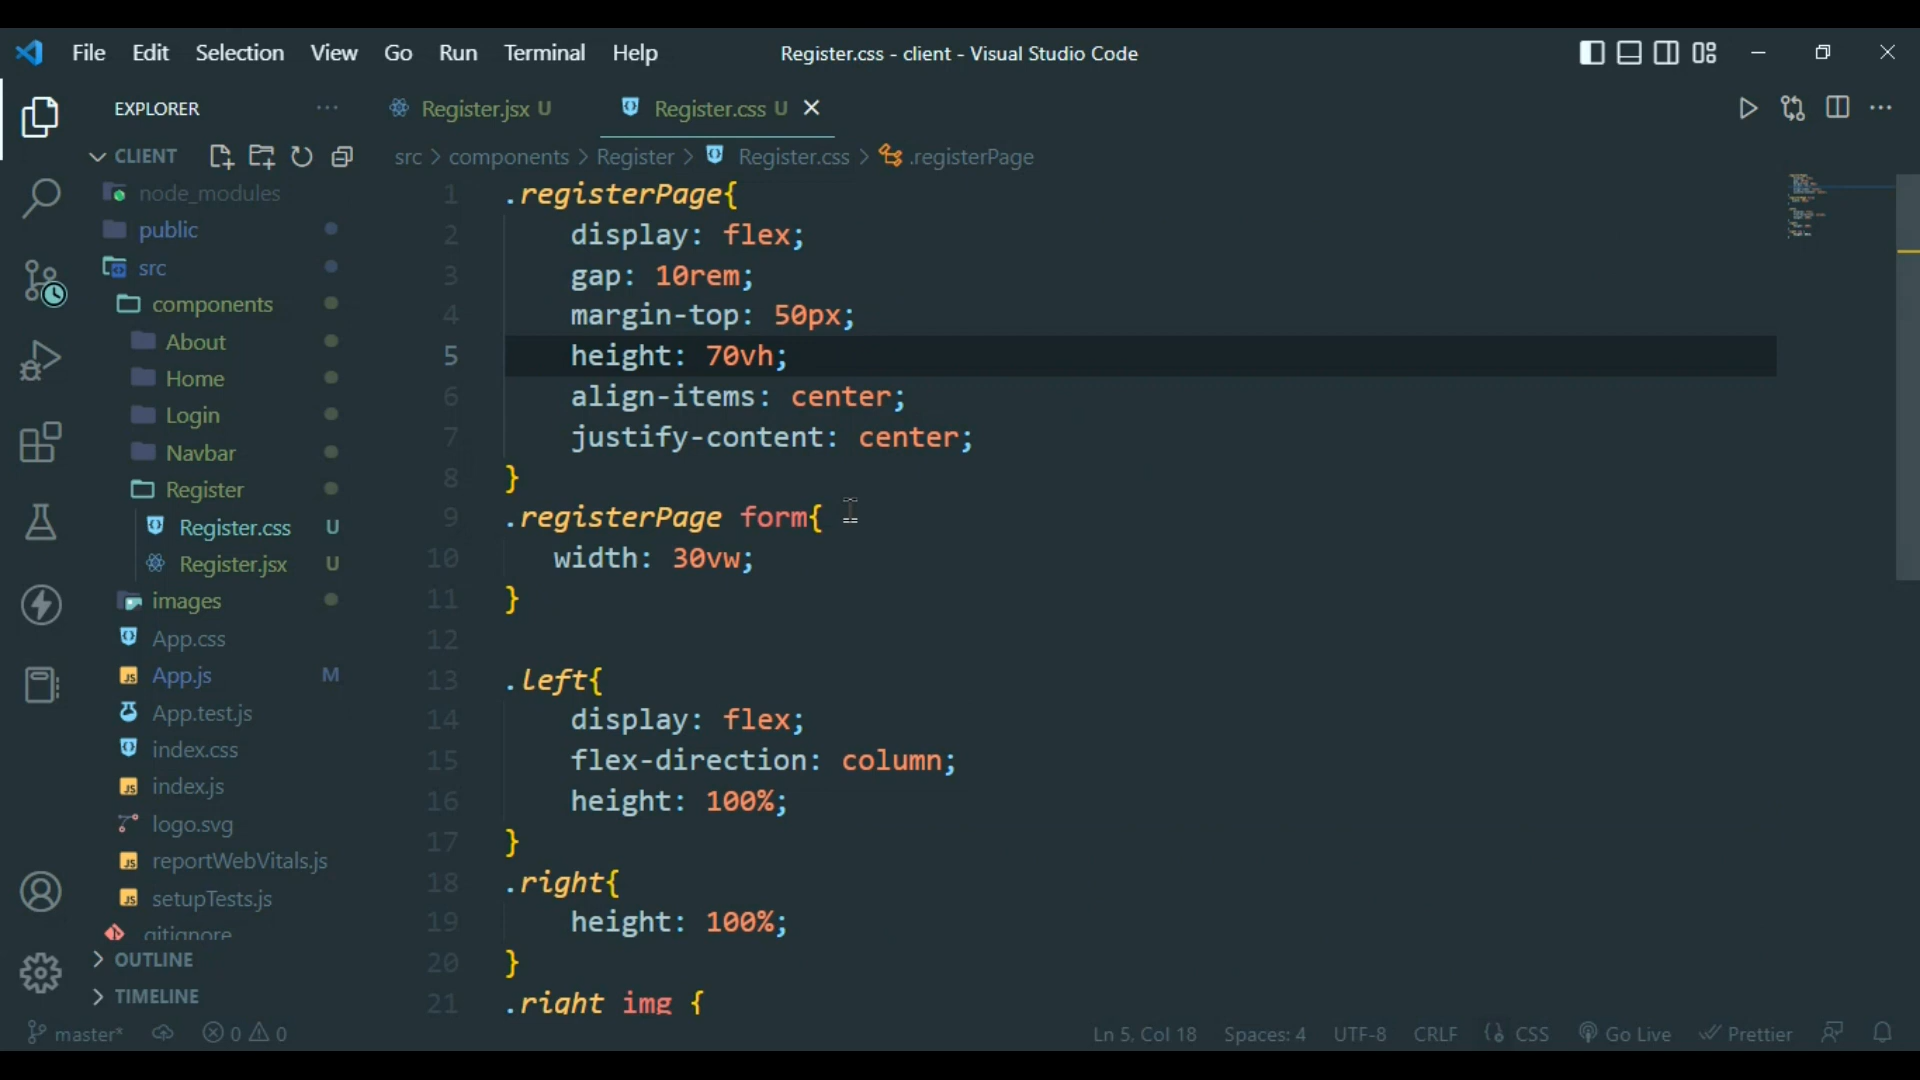 File Edit Selection View Go Run Terminal Help Register.css - client - Visual Studio Code
EXPLORER
Register.jsx U
Register.css U
CLIENT
src > components > Register > Register.css > .registerPage
node_modules
public
src
components
About
Home
Login
Navbar
Register
Register.css U
Register.jsx U
images
App.css
App.js M
App.test.js
index.css
index.js
logo.svg
reportWebVitals.js
setupTests.js
.gitignore
OUTLINE
TIMELINE
1 .registerPage{
2 display: flex;
3 gap: 10rem;
4 margin-top: 50px;
5 height: 70vh;
6 align-items: center;
7 justify-content: center;
8 }
9 .registerPage form{
10 width: 30vw;
11 }
12
13 .left{
14 display: flex;
15 flex-direction: column;
16 height: 100%;
17 }
18 .right{
19 height: 100%;
20 }
21 .right img {
master* 0 0 Ln 5, Col 18 Spaces: 4 UTF-8 CRLF CSS Go Live Prettier